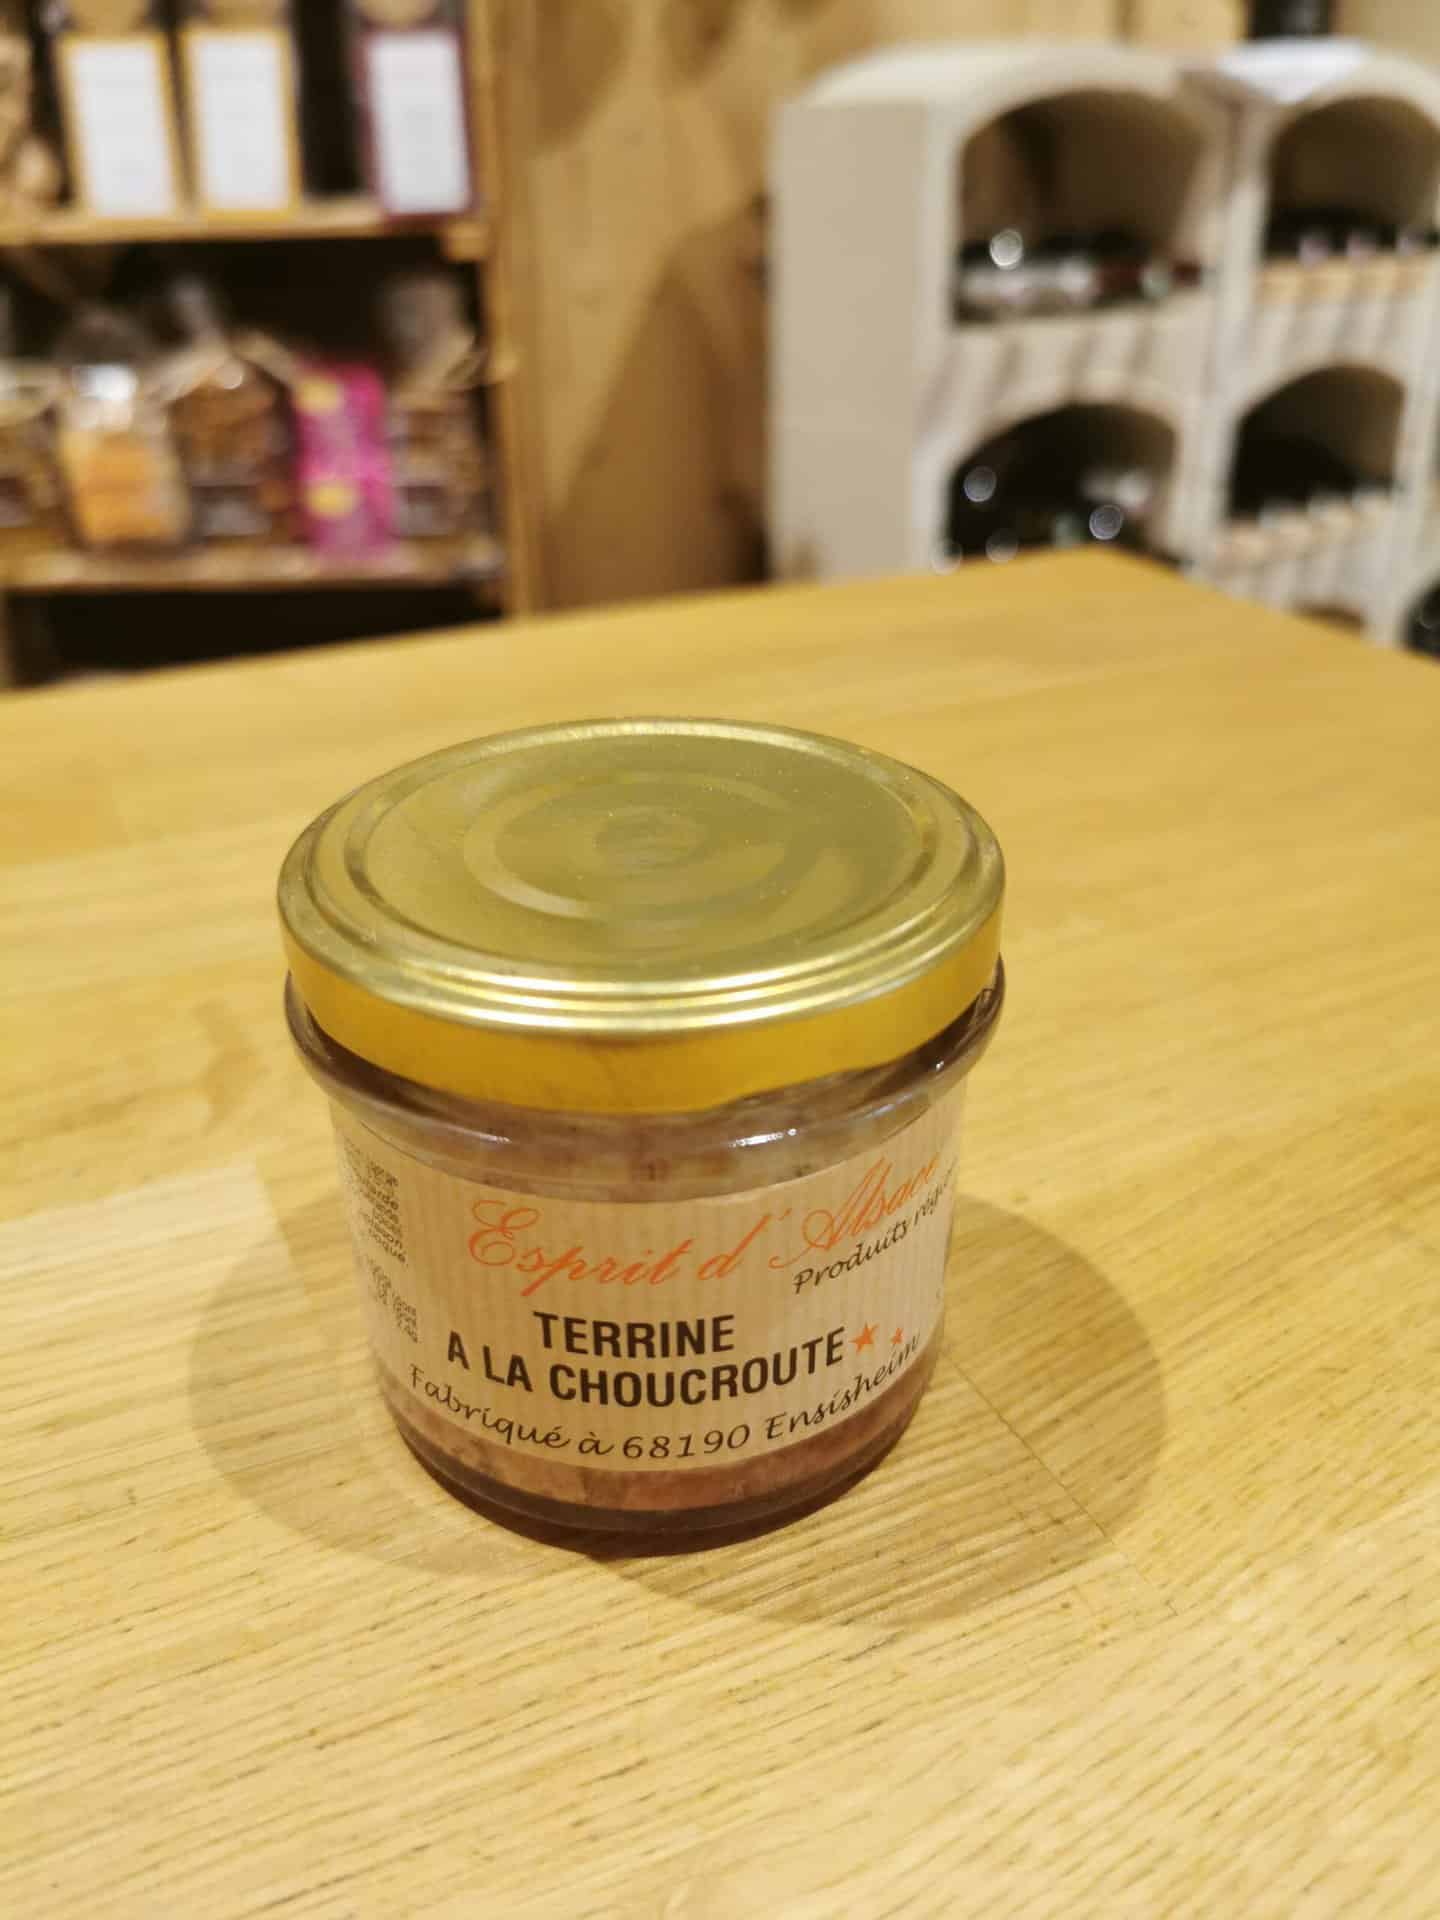 Esprit d'Alsace
Produits
TERRINE
A LA CHOUCROUTE
Fabriqué à 68190 Ensisheim